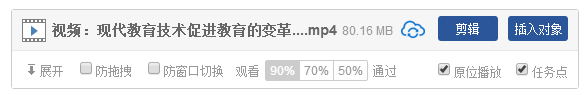 视频：现代教育技术促进教育的变革....mp4 80.16 MB 剪辑 插入对象
展开 防拖拽 防窗口切换 观看 90% 70% 50% 通过 原位播放 任务点